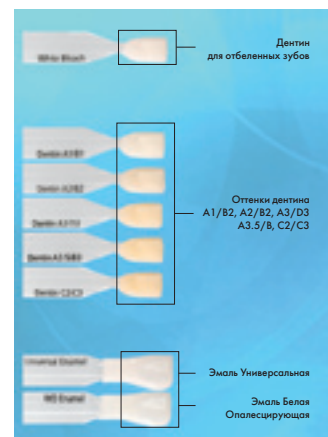 White Bleach
Дентин
для отбеленных зубов
Dentin A1/B1
Dentin A2/B2
Dentin A3/D3
Dentin A3.5/B3
Dentin C2/C3
Оттенки дентина
A1/B2, A2/B2, A3/D3
A3.5/B, C2/C3
Universal Enamel
Эмаль Универсальная
WO Enamel
Эмаль Белая
Опалесцирующая